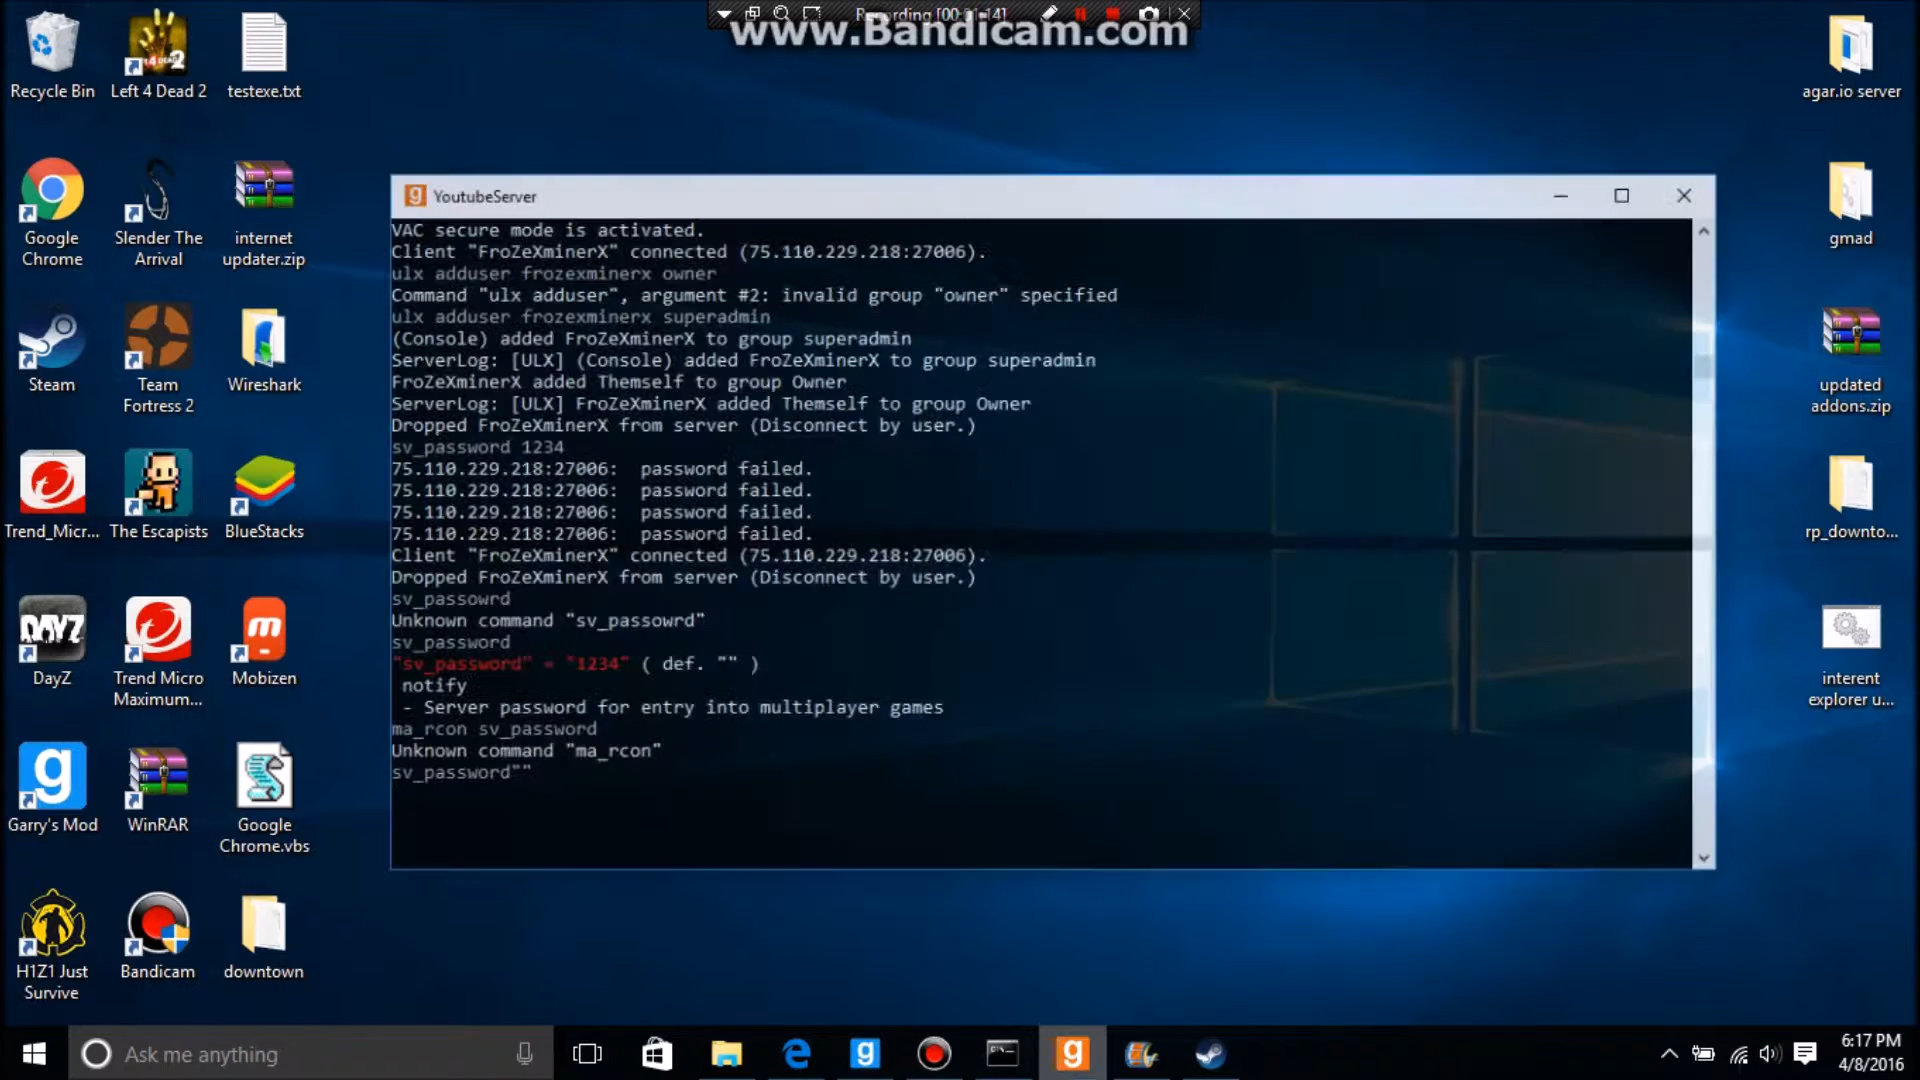 Recording [00:01:14]
www.Bandicam.com
Recycle Bin
Left 4 Dead 2
testexe.txt
agar.io server
Google
Chrome
Slender The
Arrival
internet
updater.zip
gmad
Steam
Team
Fortress 2
Wireshark
updated
addons.zip
Trend_Micr...
The Escapists
BlueStacks
rp_downto...
DAYZ
DayZ
Trend Micro
Maximum...
Mobizen
interent
explorer u...
Garry's Mod
WinRAR
Google
Chrome.vbs
H1Z1 Just
Survive
Bandicam
downtown
YoutubeServer
VAC secure mode is activated.
Client "FroZeXminerX" connected (75.110.229.218:27006).
ulx adduser frozexminerx owner
Command "ulx adduser", argument #2: invalid group "owner" specified
ulx adduser frozexminerx superadmin
(Console) added FroZeXminerX to group superadmin
ServerLog: [ULX] (Console) added FroZeXminerX to group superadmin
FroZeXminerX added Themself to group Owner
ServerLog: [ULX] FroZeXminerX added Themself to group Owner
Dropped FroZeXminerX from server (Disconnect by user.)
sv_password 1234
75.110.229.218:27006:  password failed.
75.110.229.218:27006:  password failed.
75.110.229.218:27006:  password failed.
75.110.229.218:27006:  password failed.
Client "FroZeXminerX" connected (75.110.229.218:27006).
Dropped FroZeXminerX from server (Disconnect by user.)
sv_passowrd
Unknown command "sv_passowrd"
sv_password
"sv_password" = "1234" ( def. "" )
notify
- Server password for entry into multiplayer games
ma_rcon sv_password
Unknown command "ma_rcon"
sv_password""
Ask me anything
6:17 PM
4/8/2016